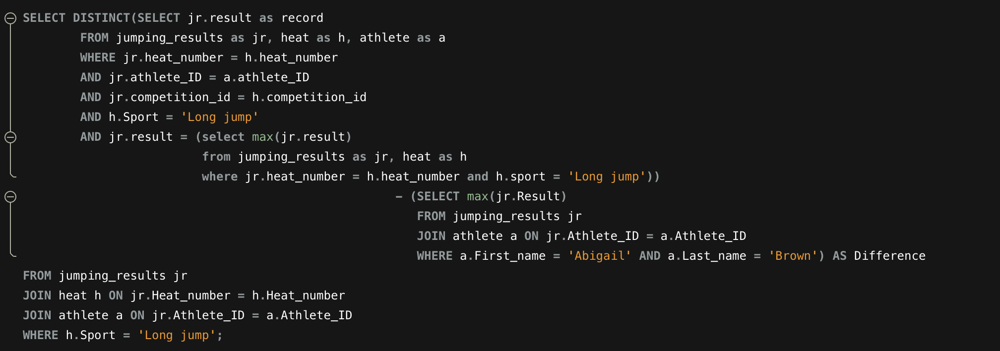 SELECT DISTINCT(SELECT jr.result as record
FROM jumping_results as jr, heat as h, athlete as a
WHERE jr.heat_number = h.heat_number
AND jr.athlete_ID = a.athlete_ID
AND jr.competition_id = h.competition_id
AND h.Sport = 'Long jump'
AND jr.result = (select max(jr.result)
from jumping_results as jr, heat as h
where jr.heat_number = h.heat_number and h.sport = 'Long jump'))
- (SELECT max(jr.Result)
FROM jumping_results jr
JOIN athlete a ON jr.Athlete_ID = a.Athlete_ID
WHERE a.First_name = 'Abigail' AND a.Last_name = 'Brown') AS Difference
FROM jumping_results jr
JOIN heat h ON jr.Heat_number = h.Heat_number
JOIN athlete a ON jr.Athlete_ID = a.Athlete_ID
WHERE h.Sport = 'Long jump';